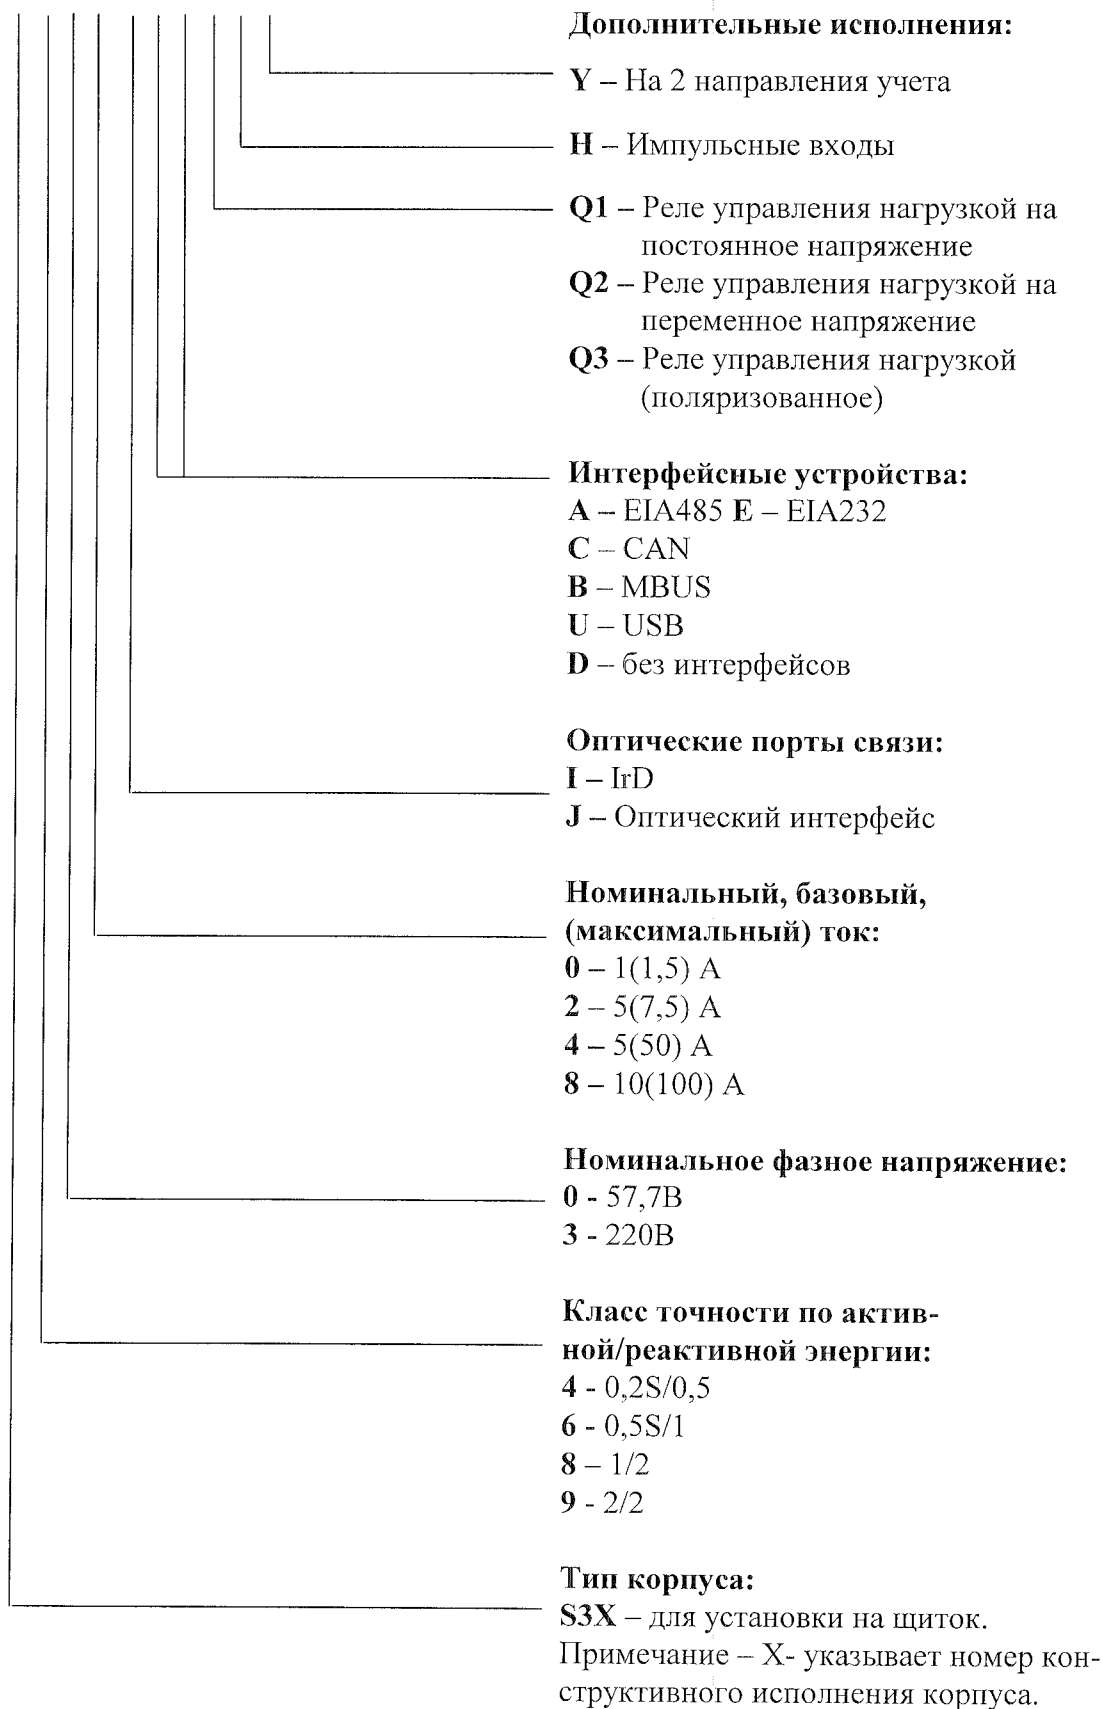 Дополнительные исполнения:
Y – На 2 направления учета
H – Импульсные входы
Q1 – Реле управления нагрузкой на
постоянное напряжение
Q2 – Реле управления нагрузкой на
переменное напряжение
Q3 – Реле управления нагрузкой
(поляризованное)
Интерфейсные устройства:
A – EIA485 E – EIA232
C – CAN
B – MBUS
U – USB
D – без интерфейсов
Оптические порты связи:
I – IrD
J – Оптический интерфейс
Номинальный, базовый,
(максимальный) ток:
0 – 1(1,5) А
2 – 5(7,5) А
4 – 5(50) А
8 – 10(100) А
Номинальное фазное напряжение:
0 - 57,7В
3 - 220В
Класс точности по актив-
ной/реактивной энергии:
4 - 0,2S/0,5
6 - 0,5S/1
8 – 1/2
9 - 2/2
Тип корпуса:
S3X – для установки на щиток.
Примечание – X- указывает номер кон-
структивного исполнения корпуса.